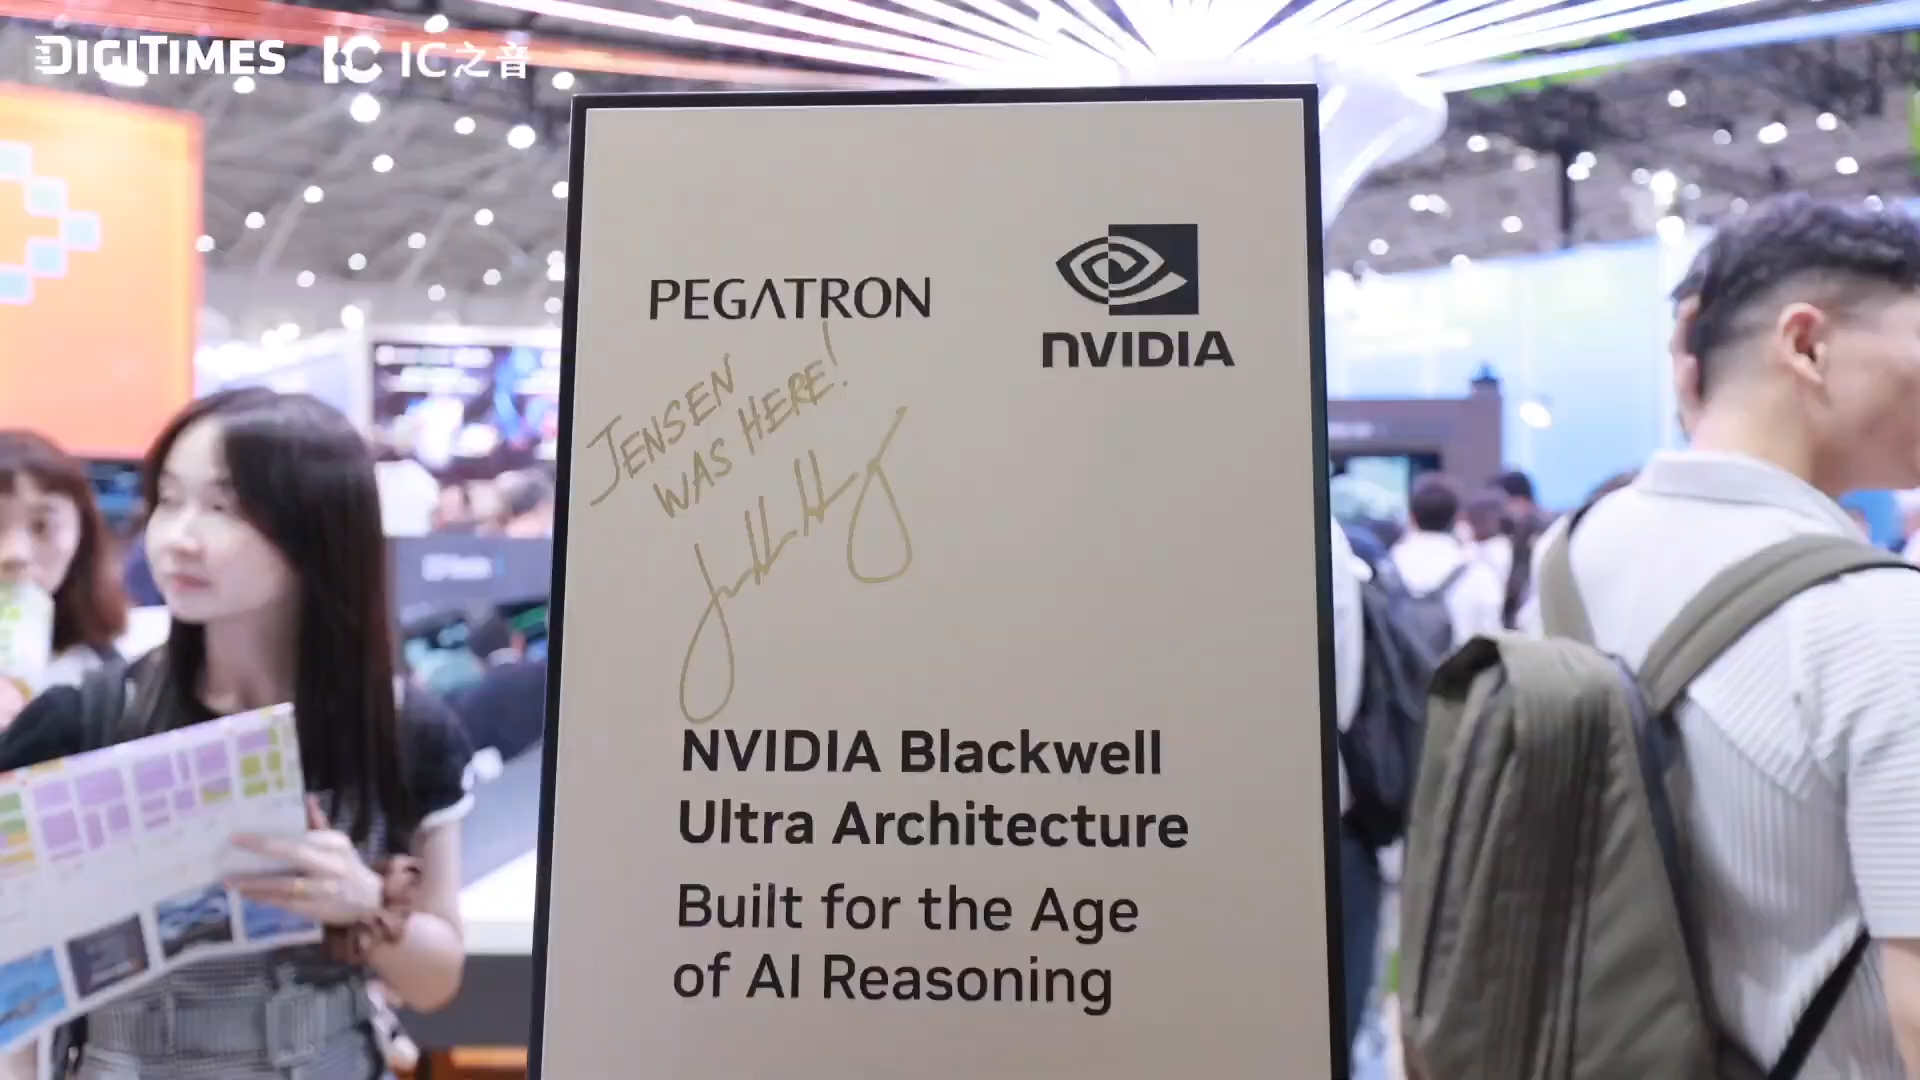 DIGITIMES
IC IC之音
PEGATRON
NVIDIA
JENSEN
WAS HERE!
NVIDIA Blackwell
Ultra Architecture
Built for the Age
of AI Reasoning